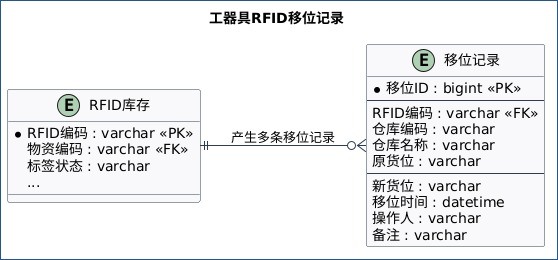 工器具RFID移位记录
E RFID库存
RFID编码 : varchar «PK»
物资编码 : varchar «FK»
标签状态 : varchar
...
产生多条移位记录
E 移位记录
移位ID : bigint «PK»
RFID编码 : varchar «FK»
仓库编码 : varchar
仓库名称 : varchar
原货位 : varchar
新货位 : varchar
移位时间 : datetime
操作人 : varchar
备注 : varchar